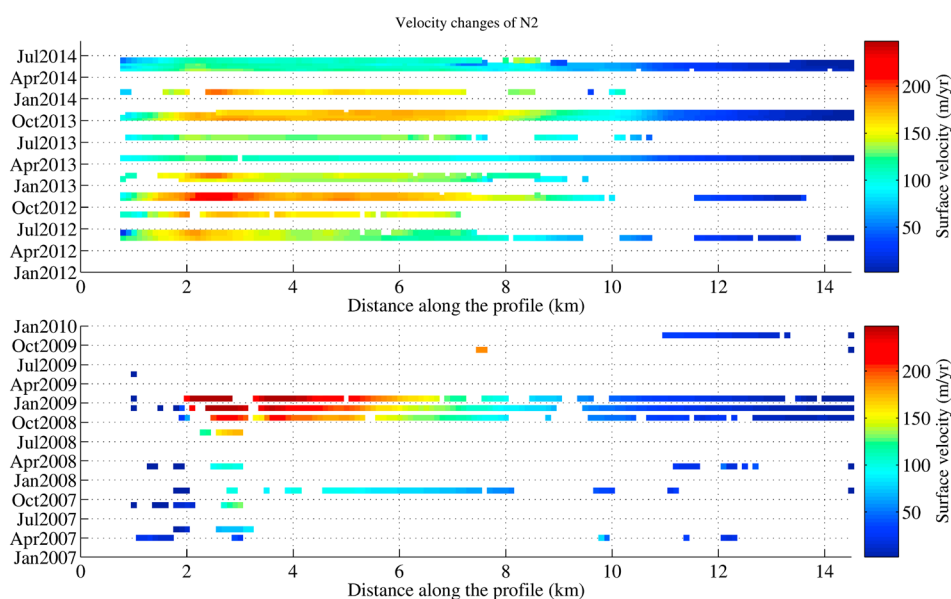 Velocity changes of N2
Jul2014
Apr2014
Jan2014
Oct2013
Jul2013
Apr2013
Jan2013
Oct2012
Jul2012
Apr2012
Jan2012
0 2 4 6 8 10 12 14
Distance along the profile (km)
200
150
100
50
Surface velocity (m/yr)
Jan2010
Oct2009
Jul2009
Apr2009
Jan2009
Oct2008
Jul2008
Apr2008
Jan2008
Oct2007
Jul2007
Apr2007
Jan2007
0 2 4 6 8 10 12 14
Distance along the profile (km)
200
150
100
50
Surface velocity (m/yr)